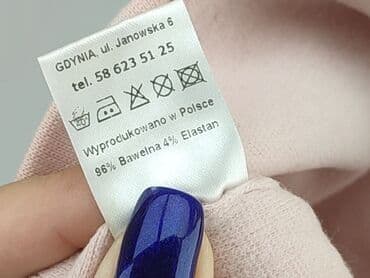 GDYNIA, ul. Janowska 6
tel. 58 623 51 25
Wyprodukowano w Polsce
96% Bawełna 4% Elastan